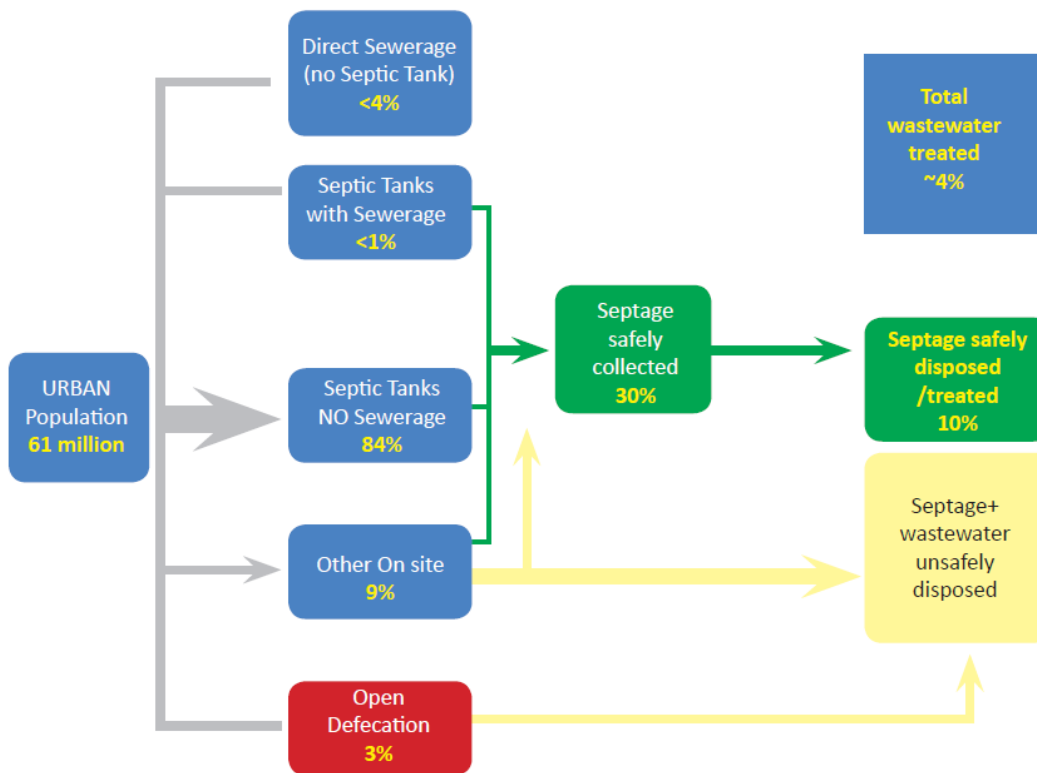 Direct Sewerage
(no Septic Tank)
<4%
Total
wastewater
treated
~4%
Septic Tanks
with Sewerage
<1%
Septage
safely
collected
30%
Septage safely
disposed
/treated
10%
URBAN
Population
61 million
Septic Tanks
NO Sewerage
84%
Septage+
wastewater
unsafely
disposed
Other On site
9%
Open
Defecation
3%